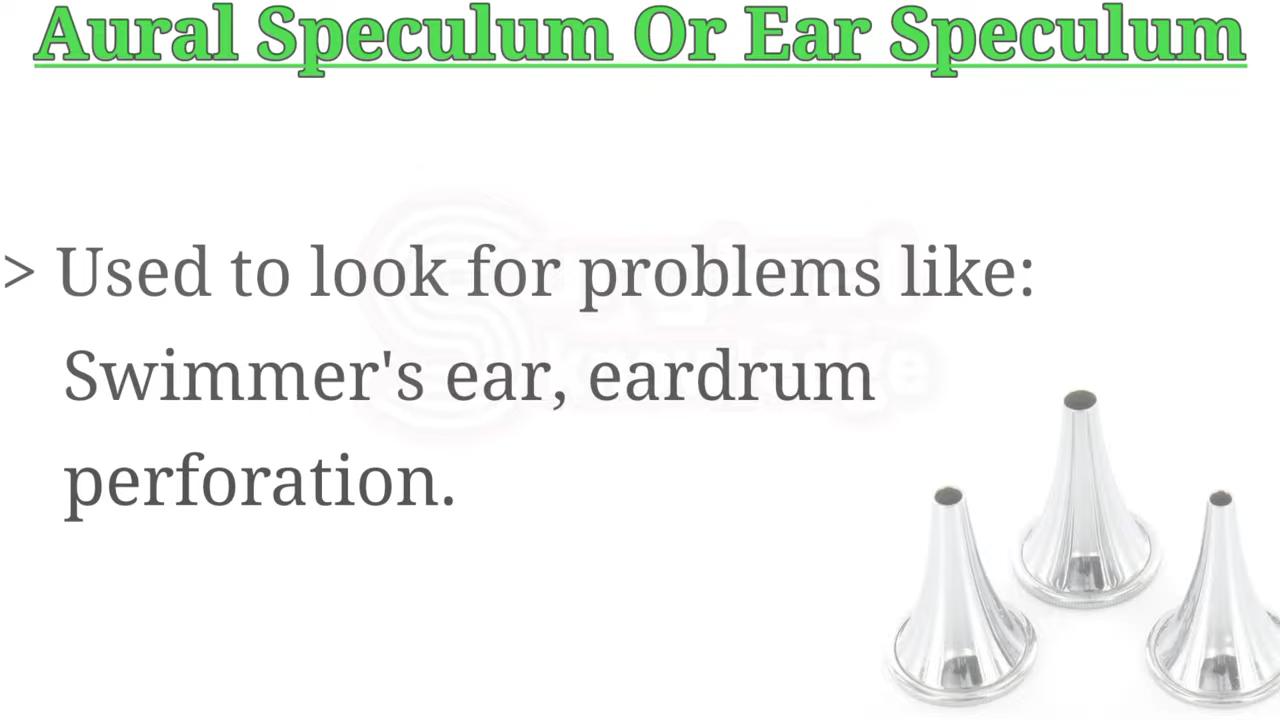 Aural Speculum Or Ear Speculum
> Used to look for problems like:
Swimmer's ear, eardrum
perforation.